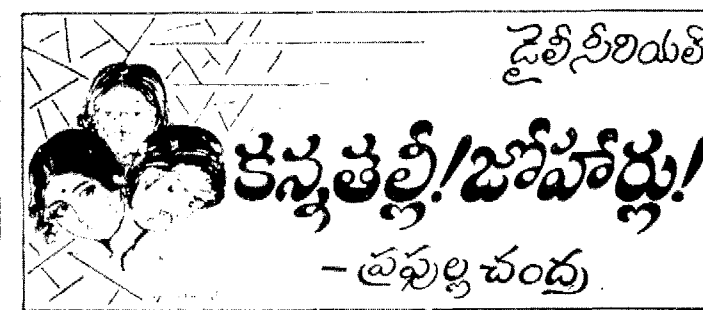 డైలీ సీరియల్
కన్నతల్లీ! జోహార్లు!
– ప్రఫుల్ల చంద్ర